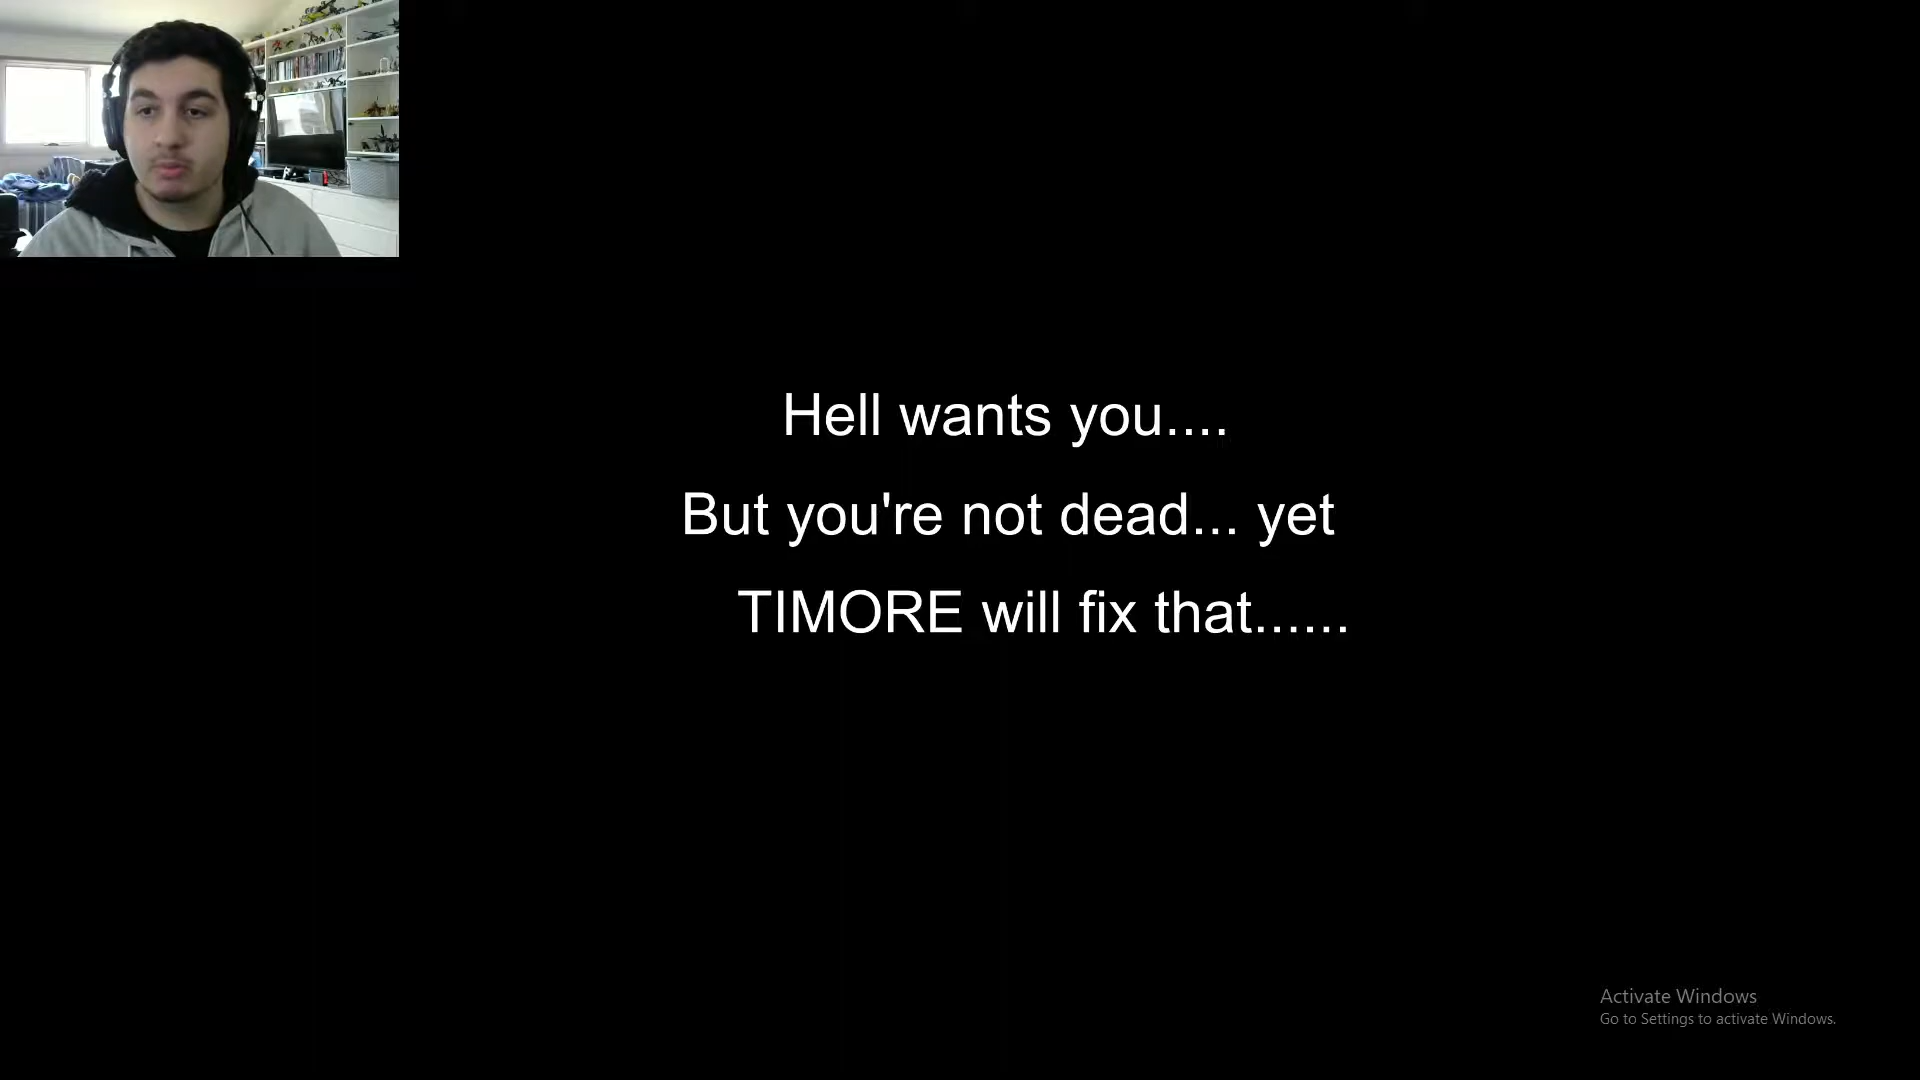 Hell wants you....
But you're not dead... yet
TIMORE will fix that......
Activate Windows
Go to Settings to activate Windows.